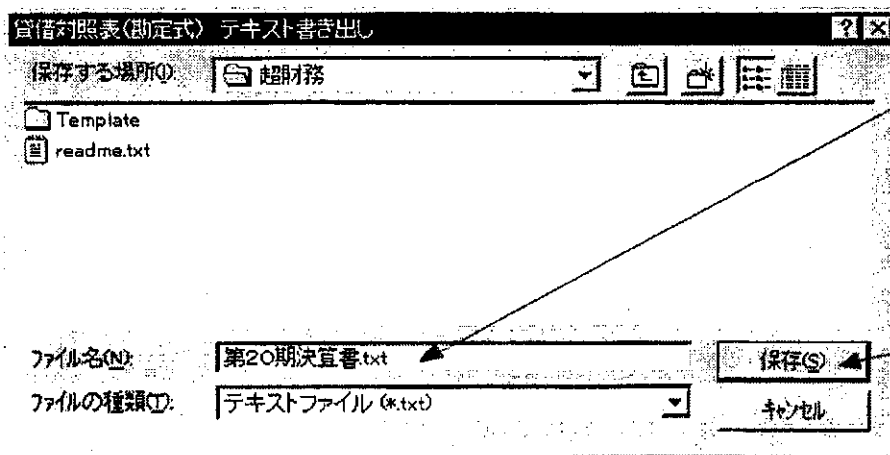 貸借対照表(勘定式) テキスト書き出し
保存する場所(I): 超財務
Template
readme.txt
ファイル名(N): 第20期決算書.txt 保存(S)
ファイルの種類(T): テキストファイル (*.txt) キャンセル